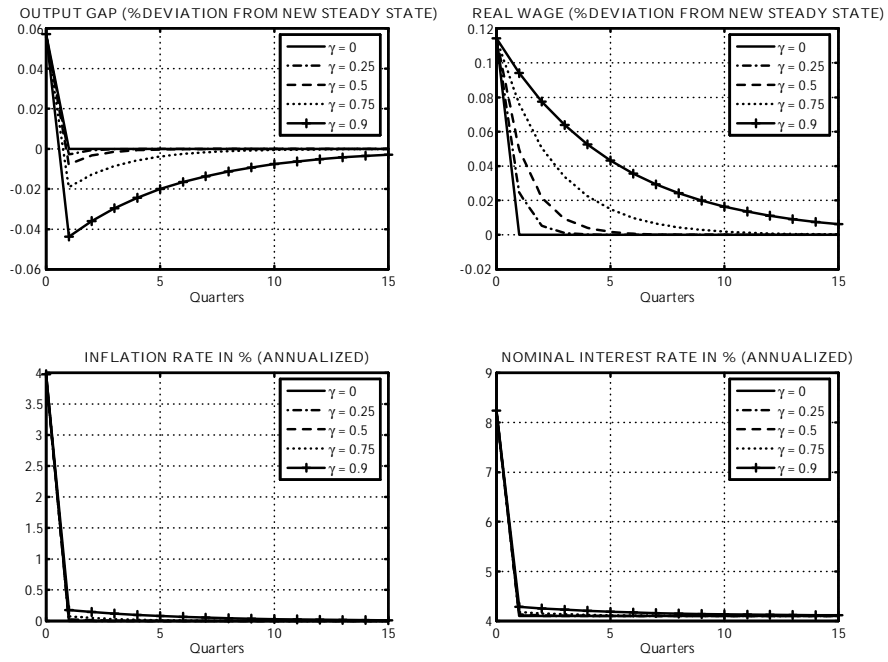 OUTPUT GAP (%DEVIATION FROM NEW STEADY STATE)
0.06
0.04
0.02
0
-0.02
-0.04
-0.06
0
5
10
15
Quarters
γ = 0
γ = 0.25
γ = 0.5
γ = 0.75
γ = 0.9
REAL WAGE (%DEVIATION FROM NEW STEADY STATE)
0.12
0.1
0.08
0.06
0.04
0.02
0
-0.02
0
5
10
15
Quarters
γ = 0
γ = 0.25
γ = 0.5
γ = 0.75
γ = 0.9
INFLATION RATE IN % (ANNUALIZED)
4
3.5
3
2.5
2
1.5
1
0.5
0
0
5
10
15
Quarters
γ = 0
γ = 0.25
γ = 0.5
γ = 0.75
γ = 0.9
NOMINAL INTEREST RATE IN % (ANNUALIZED)
9
8
7
6
5
4
0
5
10
15
Quarters
γ = 0
γ = 0.25
γ = 0.5
γ = 0.75
γ = 0.9